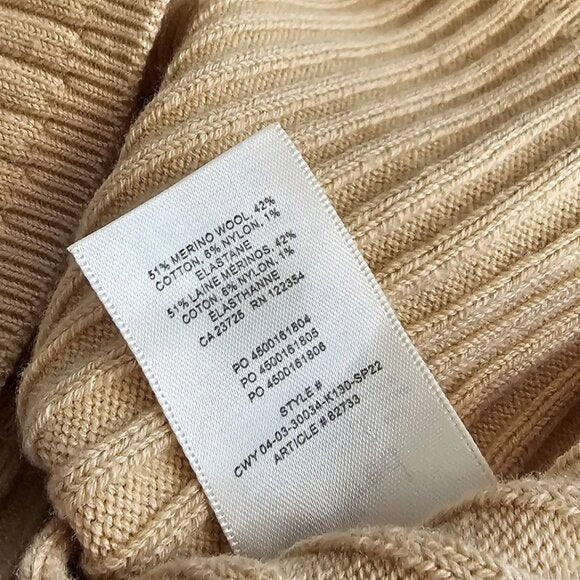 51% MERINO WOOL, 42%
COTTON, 6% NYLON, 1%
ELASTANE
51% LAINE MERINOS, 42%
COTON, 6% NYLON, 1%
ELASTHANNE
CA 23725 RN 122354
PO 4500161804
PO 4500161805
PO 4500161806
STYLE #
CWY 04-03-30034-K130-SP22
ARTICLE # 82733